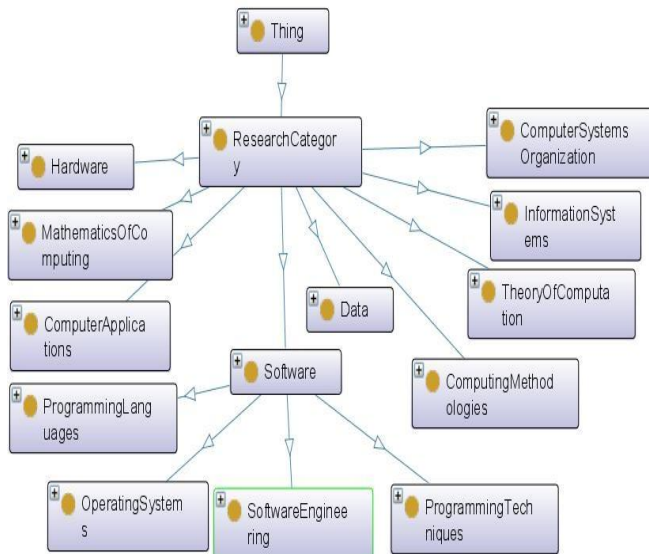 Thing
ResearchCategor
y
ComputerSystems
Organization
Hardware
InformationSyst
ems
MathematicsOfCo
mputing
TheoryOfComputa
tion
ComputerApplica
tions
Data
Software
ComputingMethod
ologies
ProgrammingLang
uages
OperatingSystem
s
SoftwareEnginee
ring
ProgrammingTech
niques